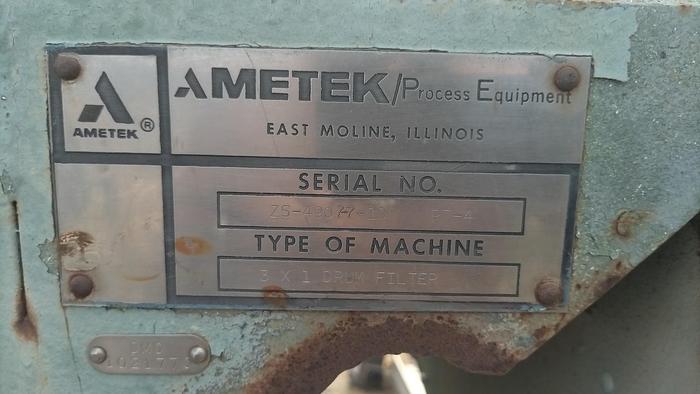 AMETEK®
AMETEK/Process Equipment
EAST MOLINE, ILLINOIS
SERIAL NO.
TYPE OF MACHINE
3 X 1 DRUM FILTER